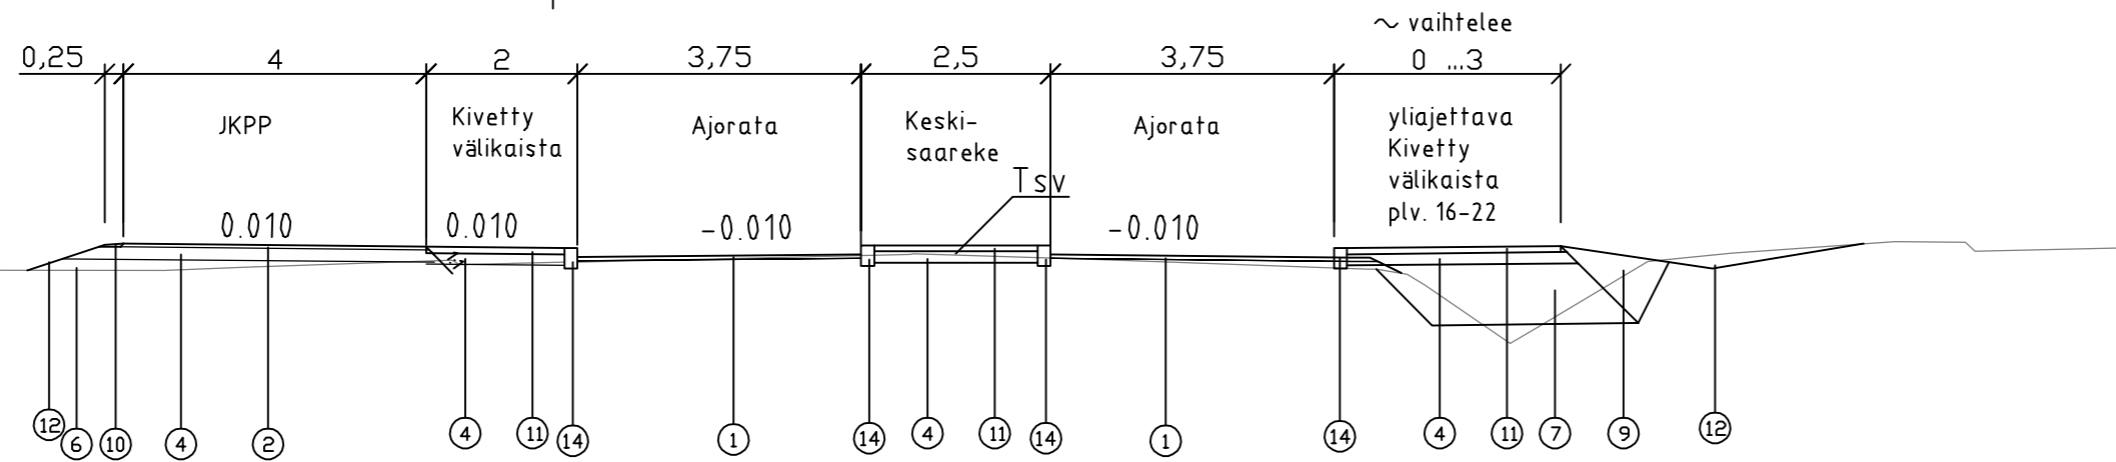 ~ vaihtelee
0,25 4 2 3,75 2,5 3,75 0 ...3
JKPP
Kivetty
välikaista
Ajorata
Keski-
saareke
Ajorata
yliajettava
Kivetty
välikaista
plv. 16-22
Tsv
0.010 0.010 -0.010 -0.010
12 6 10 4 2 4 11 14 1 14 4 11 14 1 14 4 11 7 9 12